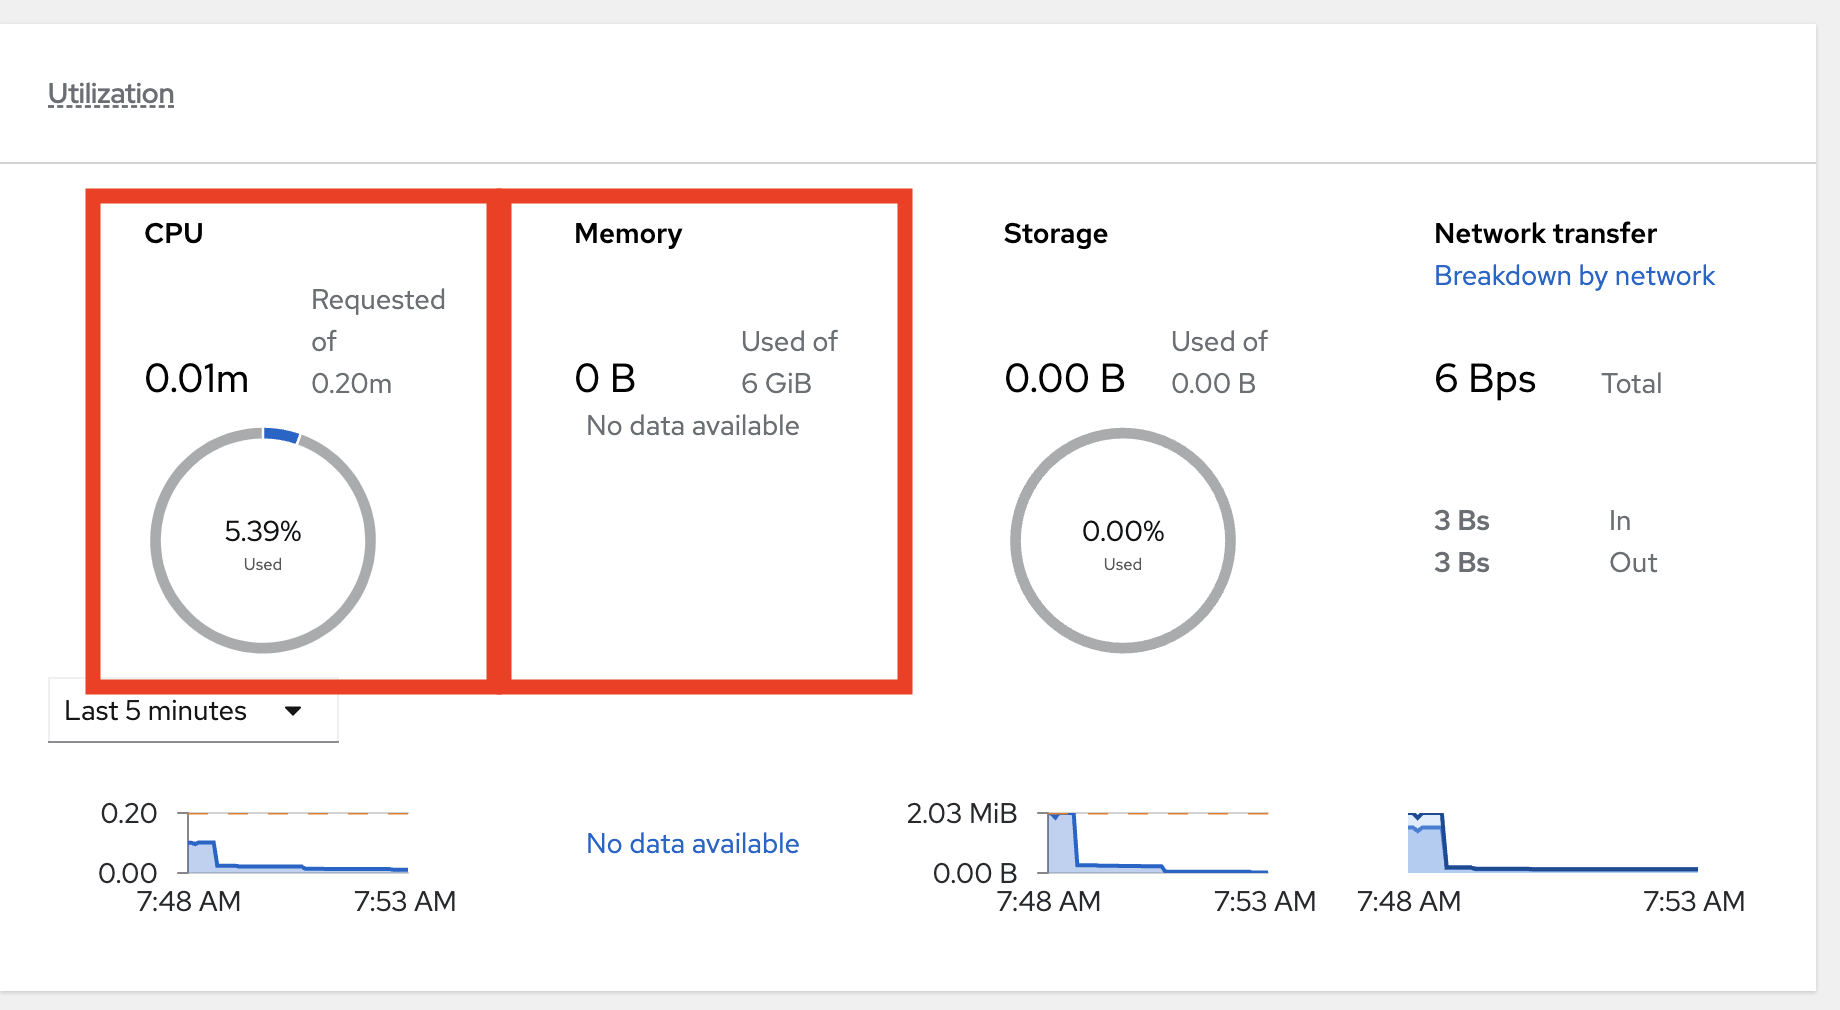 Utilization
CPU
Requested
of
0.01m
0.20m
5.39%
Used
Memory
Used of
0 B
6 GiB
No data available
Storage
Used of
0.00 B
0.00 B
0.00%
Used
Network transfer
Breakdown by network
6 Bps
Total
3 Bs In
3 Bs Out
Last 5 minutes
0.20
0.00
7:48 AM
7:53 AM
No data available
2.03 MiB
0.00 B
7:48 AM
7:53 AM
7:48 AM
7:53 AM